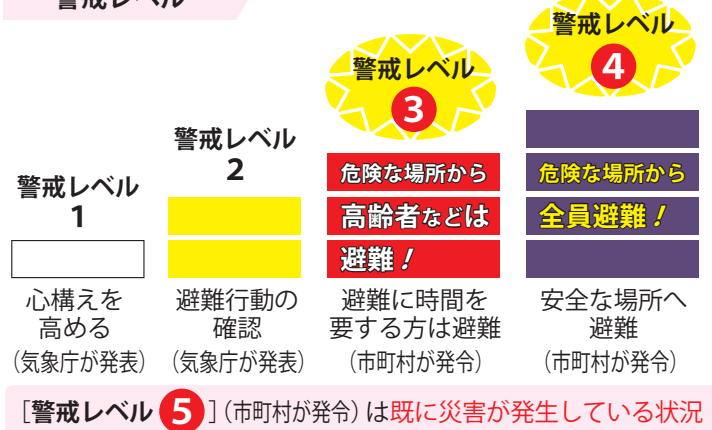 警戒レベル
警戒レベル
1
心構えを
高める
(気象庁が発表)
警戒レベル
2
避難行動の
確認
(気象庁が発表)
警戒レベル
3
危険な場所から
高齢者などは
避難！
避難に時間を
要する方は避難
(市町村が発令)
警戒レベル
4
危険な場所から
全員避難！
安全な場所へ
避難
(市町村が発令)
[警戒レベル 5](市町村が発令)は既に災害が発生している状況